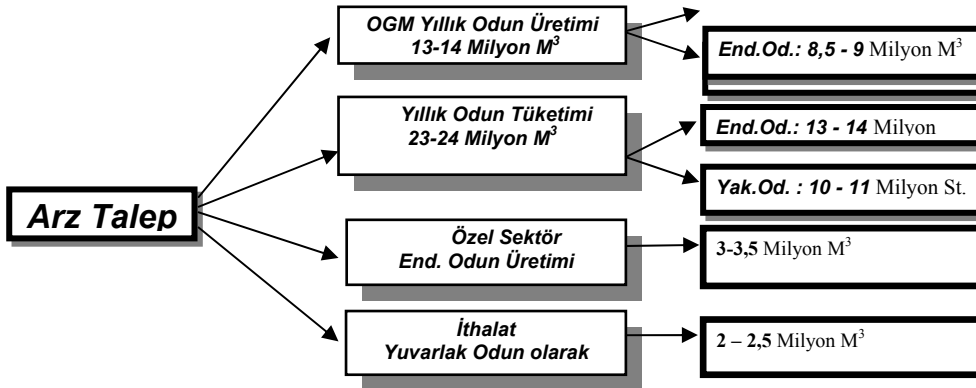 OGM Yıllık Odun Üretimi
13-14 Milyon M³
End.Od.: 8,5 - 9 Milyon M³
Yıllık Odun Tüketimi
23-24 Milyon M³
End.Od.: 13 - 14 Milyon
Yak.Od. : 10 - 11 Milyon St.
Arz Talep
Özel Sektör
End. Odun Üretimi
3-3,5 Milyon M³
İthalat
Yuvarlak Odun olarak
2 – 2,5 Milyon M³